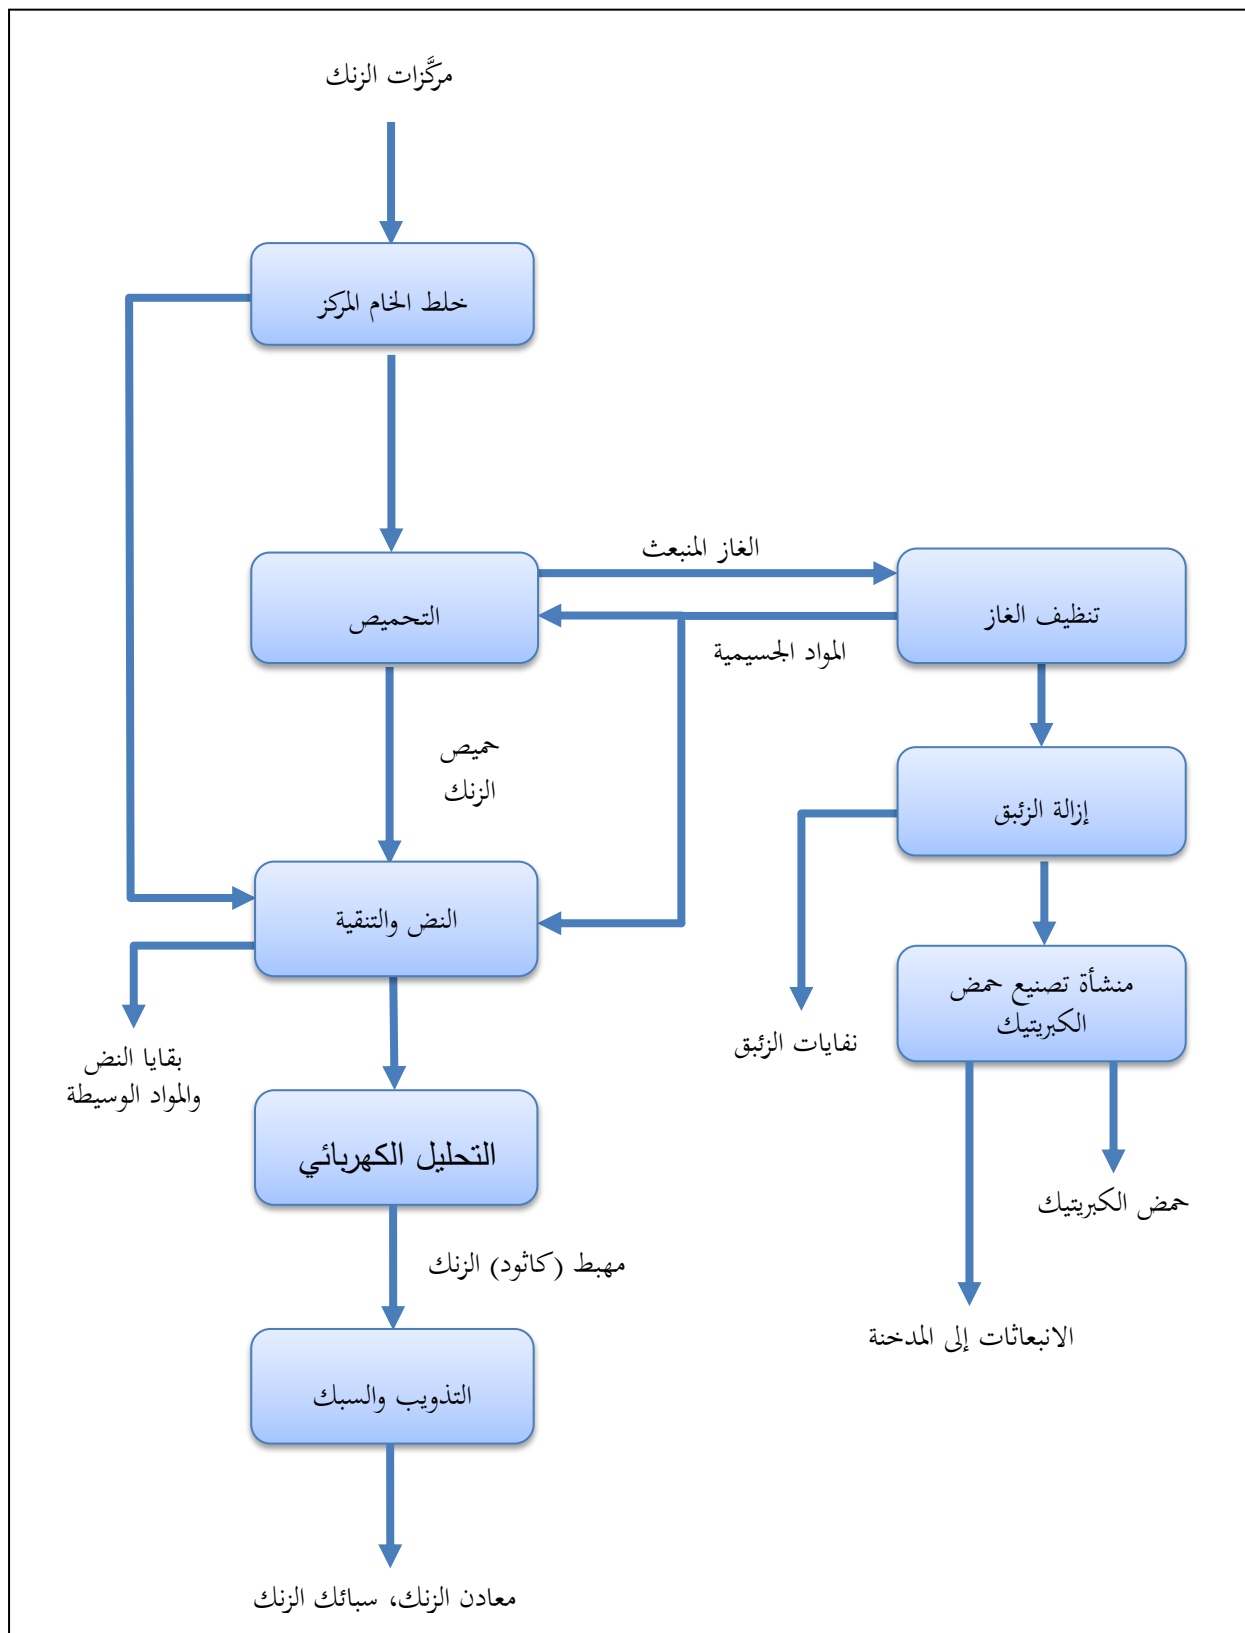 مركَّزات الزنك
خلط الخام المركز
الغاز المنبعث
التحميص
تنظيف الغاز
المواد الجسيمية
حميص
الزنك
إزالة الزئبق
النض والتنقية
منشأة تصنيع حمض
الكبريتيك
نفايات الزئبق
بقايا النض
والمواد الوسيطة
التحليل الكهربائي
حمض الكبريتيك
مهبط (كاثود) الزنك
الانبعاثات إلى المدخنة
التذويب والسبك
معادن الزنك، سبائك الزنك